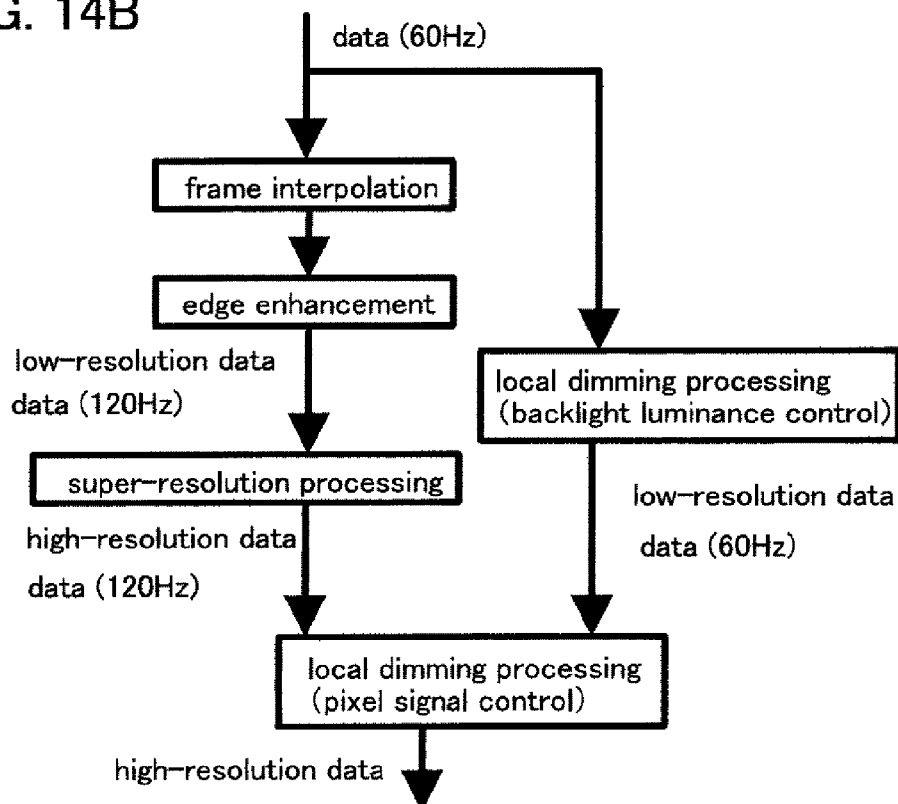 G. 14B
data (60Hz)
frame interpolation
edge enhancement
low-resolution data
data (120Hz)
local dimming processing
(backlight luminance control)
super-resolution processing
low-resolution data
data (60Hz)
high-resolution data
data (120Hz)
local dimming processing
(pixel signal control)
high-resolution data